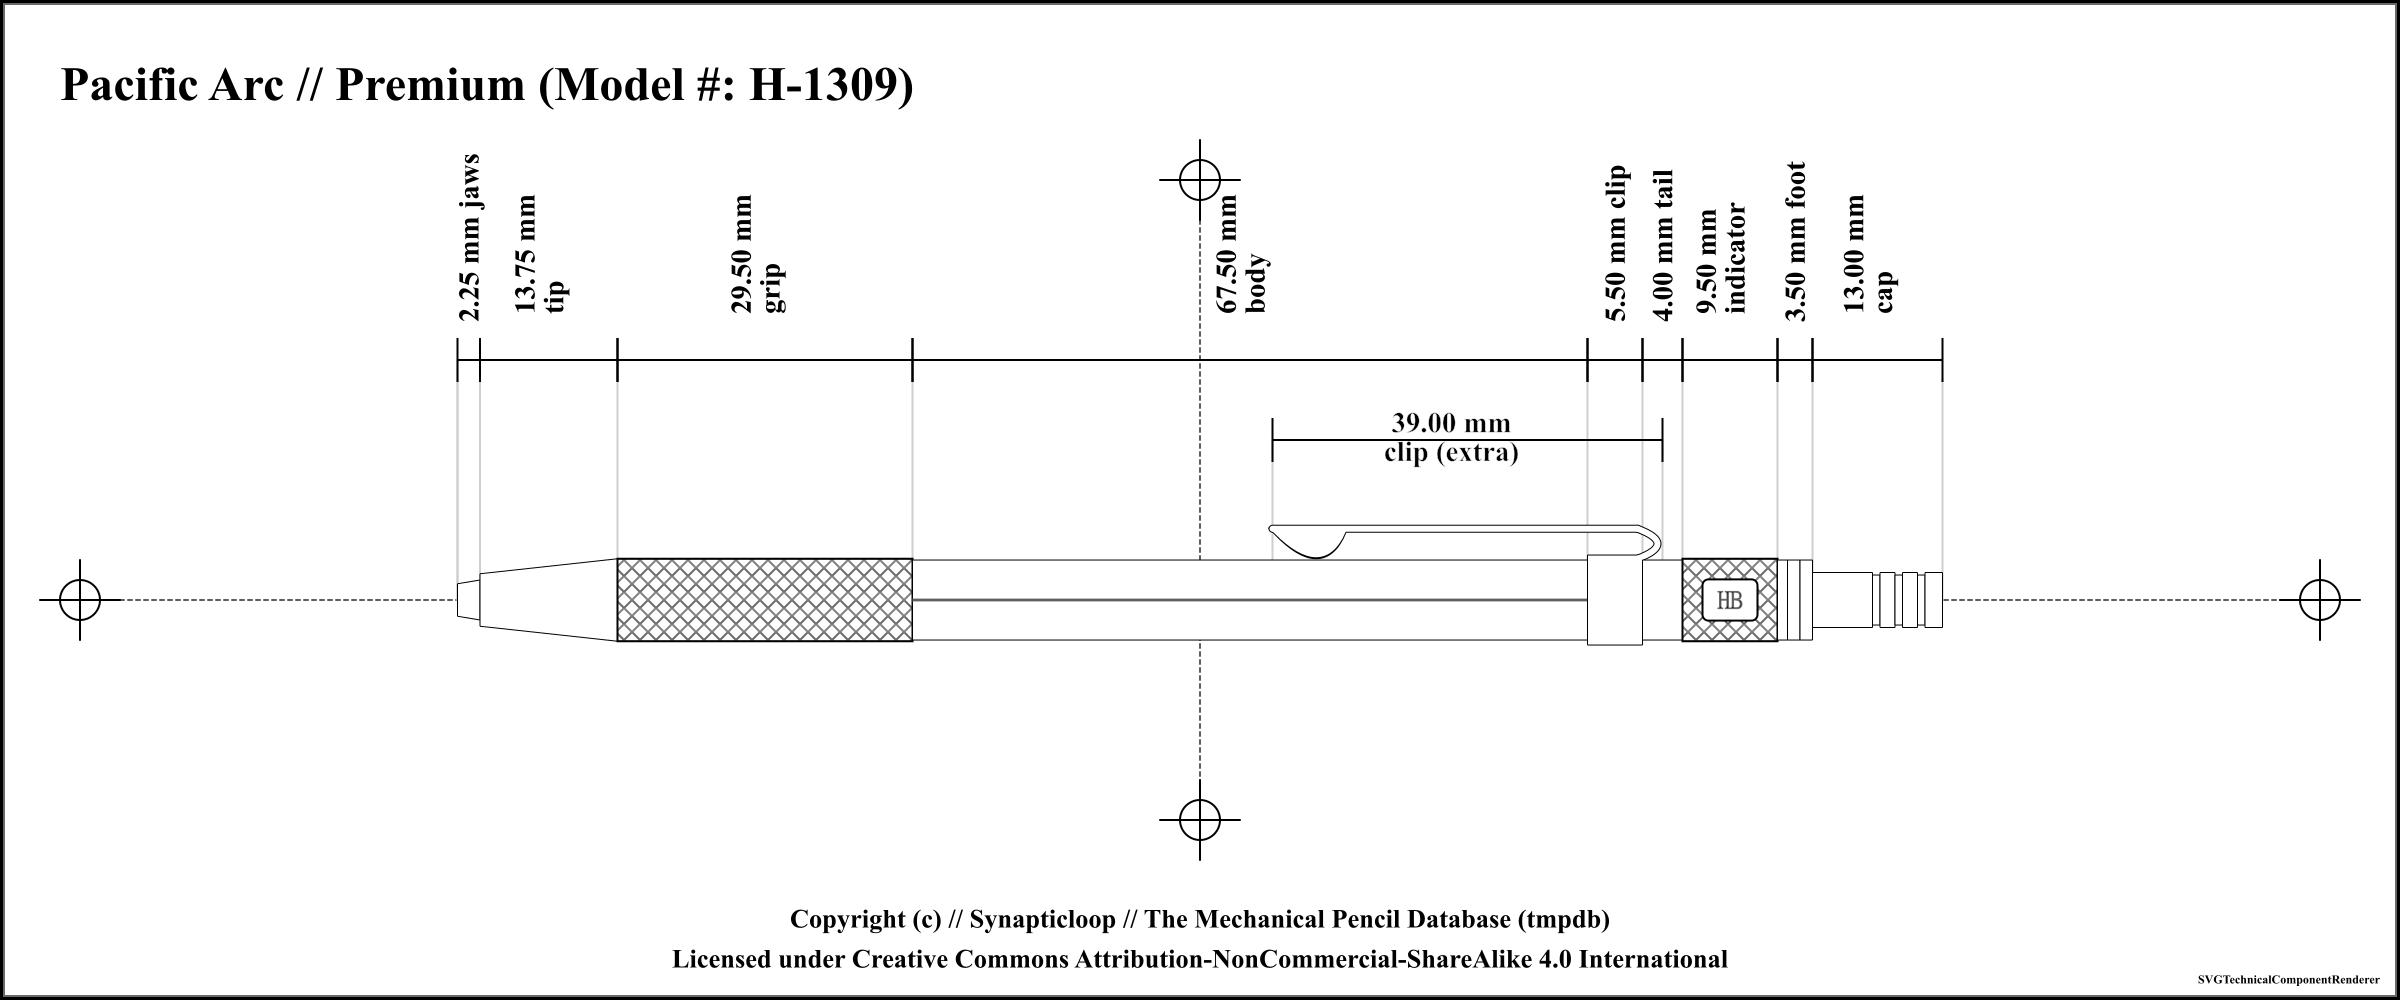 Pacific Arc // Premium (Model #: H-1309)
2.25 mm jaws
13.75 mm
tip
29.50 mm
grip
67.50 mm
body
5.50 mm clip
4.00 mm tail
9.50 mm
indicator
3.50 mm foot
13.00 mm
cap
39.00 mm
clip (extra)
HB
Copyright (c) // Synapticloop // The Mechanical Pencil Database (tmpdb)
Licensed under Creative Commons Attribution-NonCommercial-ShareAlike 4.0 International
SVGTechnicalComponentRenderer